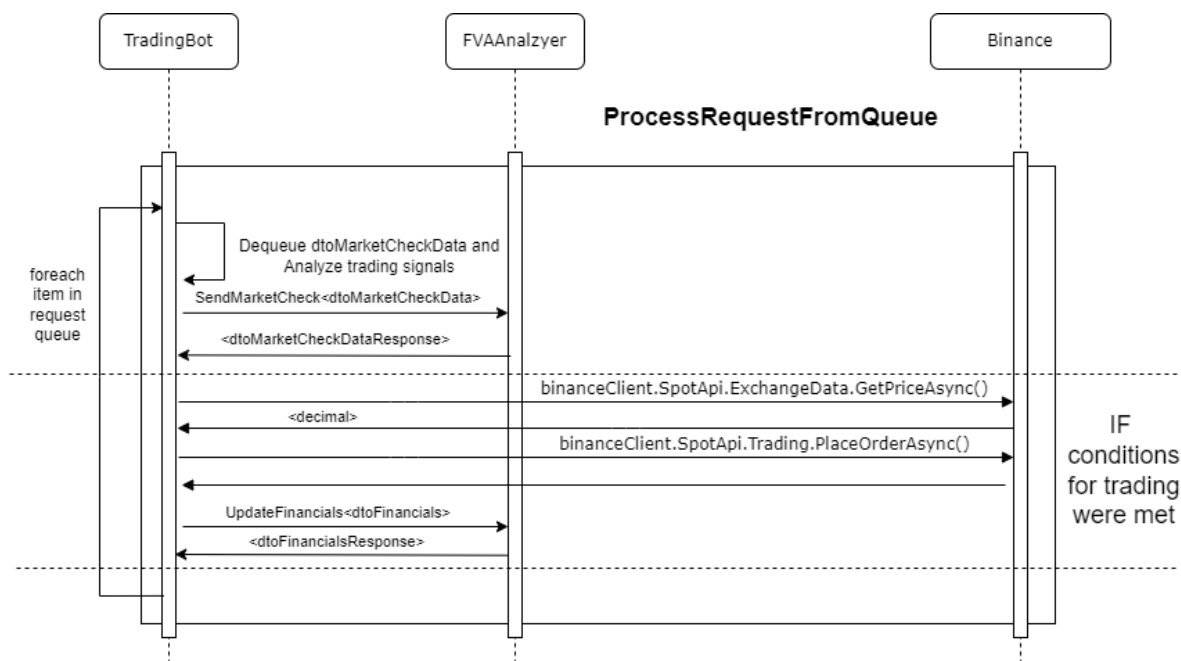 TradingBot
FVAAnalzyer
Binance
ProcessRequestFromQueue
Dequeue dtoMarketCheckData and
Analyze trading signals
foreach
item in
request
queue
SendMarketCheck<dtoMarketCheckData>
<dtoMarketCheckDataResponse>
binanceClient.SpotApi.ExchangeData.GetPriceAsync()
<decimal>
binanceClient.SpotApi.Trading.PlaceOrderAsync()
IF
conditions
for trading
were met
UpdateFinancials<dtoFinancials>
<dtoFinancialsResponse>